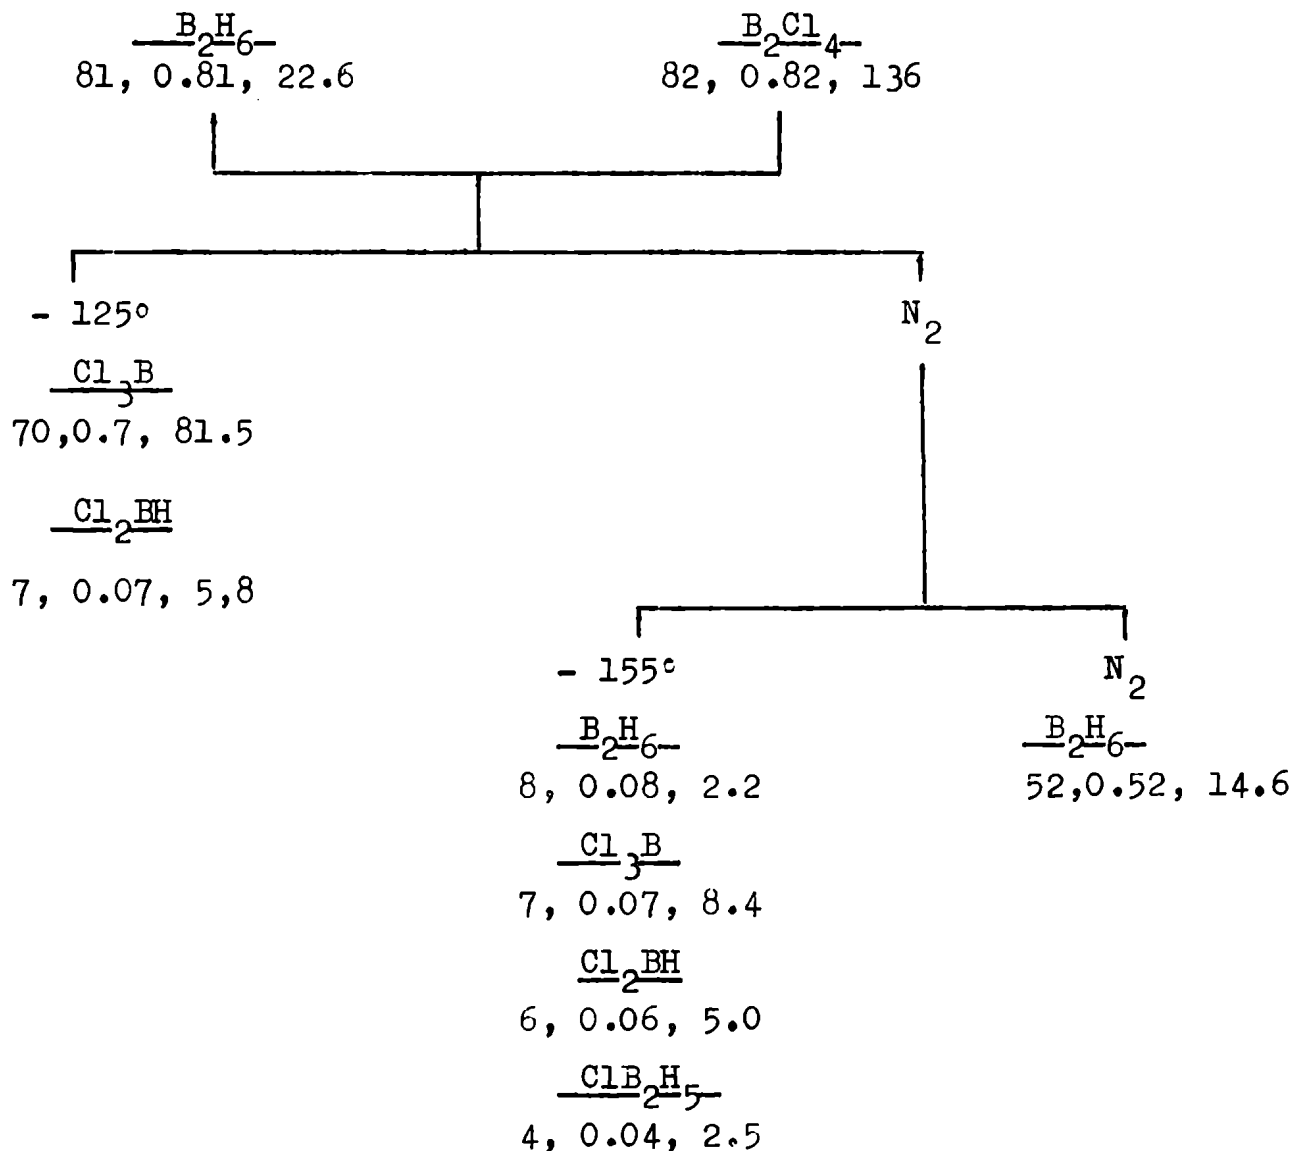 B2H6
81, 0.81, 22.6
B2Cl4
82, 0.82, 136
- 125°
Cl3B
70,0.7, 81.5
Cl2BH
7, 0.07, 5,8
N2
- 155°
B2H6
8, 0.08, 2.2
Cl3B
7, 0.07, 8.4
Cl2BH
6, 0.06, 5.0
ClB2H5
4, 0.04, 2.5
N2
B2H6
52,0.52, 14.6